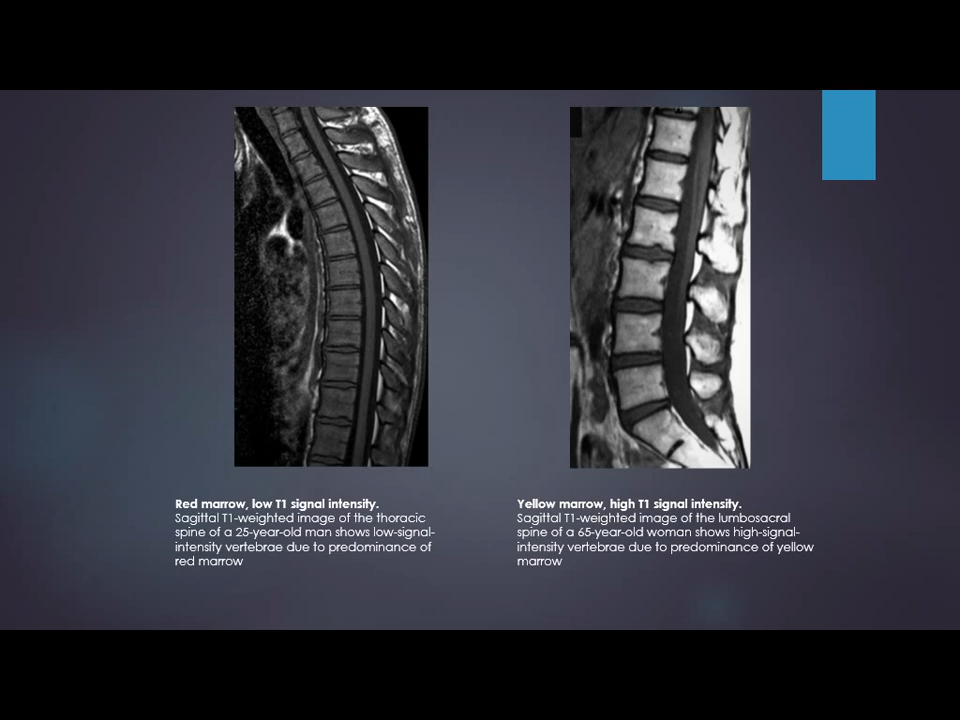 Red marrow, low T1 signal intensity.
Sagittal T1-weighted image of the thoracic
spine of a 25-year-old man shows low-signal-
intensity vertebrae due to predominance of
red marrow
Yellow marrow, high T1 signal intensity.
Sagittal T1-weighted image of the lumbosacral
spine of a 65-year-old woman shows high-signal-
intensity vertebrae due to predominance of yellow
marrow